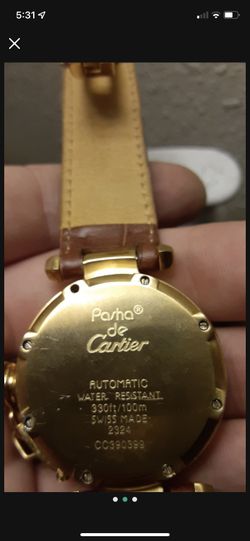 5:31
Pasha®
de
Cartier
AUTOMATIC
WATER RESISTANT
330ft/100m
SWISS MADE
2324
CC390399